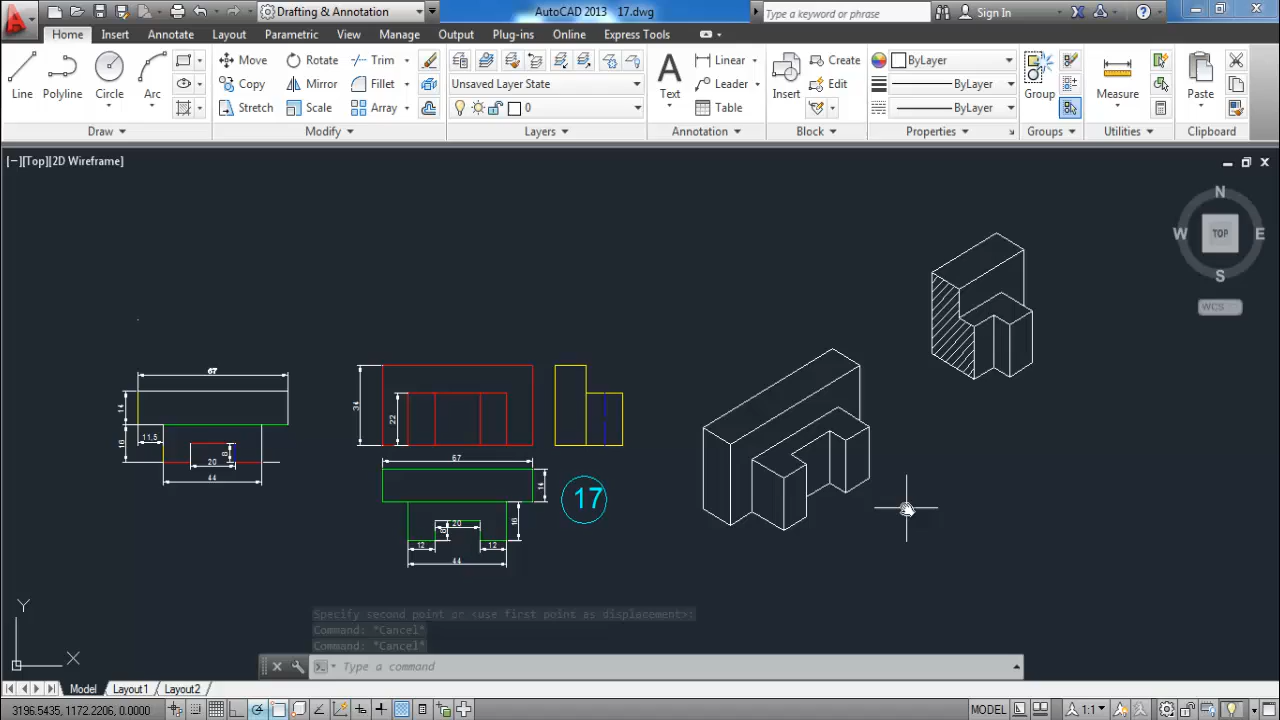 Drafting & Annotation
AutoCAD 2013 17.dwg
Type a keyword or phrase
Sign In
Home Insert Annotate Layout Parametric View Manage Output Plug-ins Online Express Tools
Line Polyline Circle Arc
Move Rotate Trim
Copy Mirror Fillet
Stretch Scale Array
Unsaved Layer State
0
Text
Linear
Leader
Table
Insert
Create
Edit
ByLayer
ByLayer
ByLayer
Group
Measure
Paste
Draw Modify Layers Annotation Block Properties Groups Utilities Clipboard
[−][Top][2D Wireframe]
N
W TOP E
S
WCS
67
14
11.5
16
8
20
44
34
22
67
14
20
8
16
12 12
44
17
Y
X
Specify second point or <use first point as displacement>:
Command: *Cancel*
Command: *Cancel*
Type a command
Model Layout1 Layout2
3196.5435, 1172.2206, 0.0000
MODEL
1:1